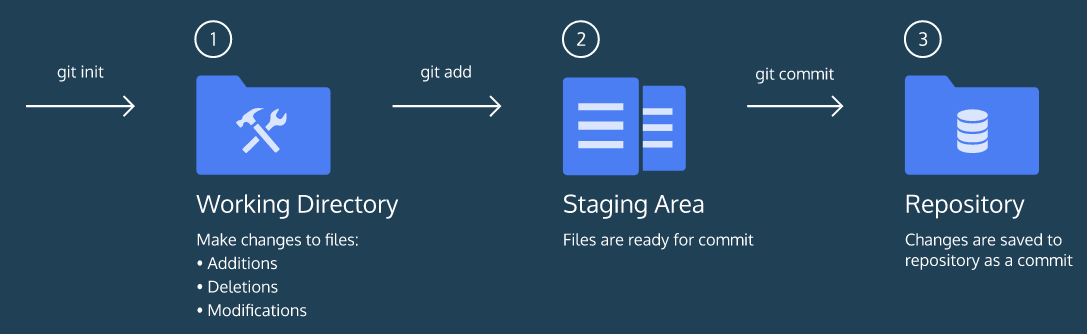 git init
1
git add
2
git commit
3
Working Directory
Make changes to files:
• Additions
• Deletions
• Modifications
Staging Area
Files are ready for commit
Repository
Changes are saved to
repository as a commit